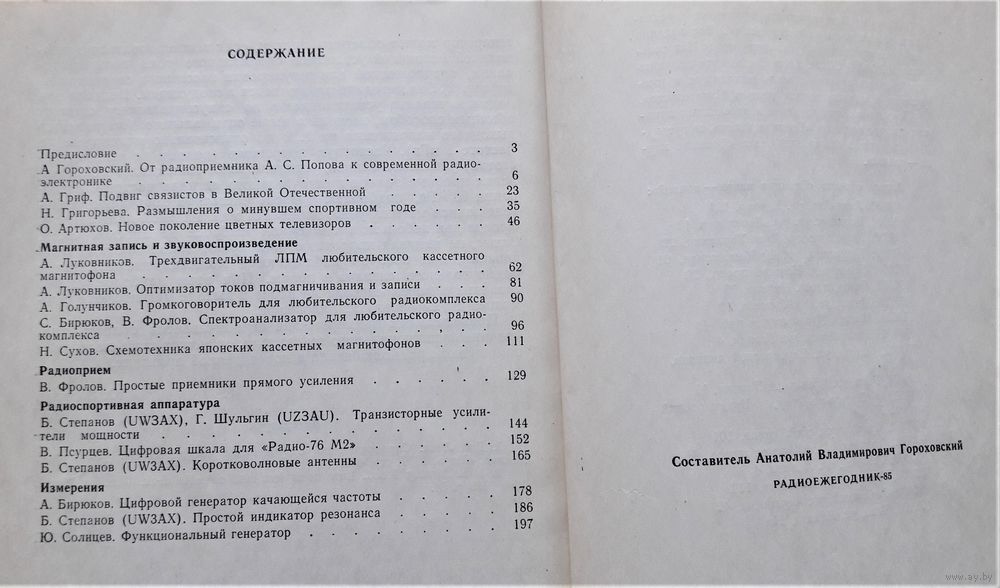 СОДЕРЖАНИЕ
Предисловие . . . . . . . . . . . . . . 3
А Гороховский. От радиоприемника А. С. Попова к современной радио-
электронике . . . . . . . . . . . . . . 6
А. Гриф. Подвиг связистов в Великой Отечественной . . . . . 23
Н. Григорьева. Размышления о минувшем спортивном годе . . . 35
О. Артюхов. Новое поколение цветных телевизоров . . . . . . 46
Магнитная запись и звуковоспроизведение
А. Луковников. Трехдвигательный ЛПМ любительского кассетного
магнитофона . . . . . . . . . . . . . . 62
А. Луковников. Оптимизатор токов подмагничивания и записи . . . 81
А. Голунчиков. Громкоговоритель для любительского радиокомплекса 90
С. Бирюков, В. Фролов. Спектроанализатор для любительского радио-
комплекса . . . . . . . . . . . . . . 96
Н. Сухов. Схемотехника японских кассетных магнитофонов . . . 111
Радиоприем
В. Фролов. Простые приемники прямого усиления . . . . . . 129
Радиоспортивная аппаратура
Б. Степанов (UW3AX), Г. Шульгин (UZ3AU). Транзисторные усили-
тели мощности . . . . . . . . . . . . . . 144
В. Псурцев. Цифровая шкала для «Радио-76 М2» . . . . . . 152
Б. Степанов (UW3AX). Коротковолновые антенны . . . . . . 165
Измерения
А. Бирюков. Цифровой генератор качающейся частоты . . . . . 178
Б. Степанов (UW3AX). Простой индикатор резонанса . . . . . 186
Ю. Солнцев. Функциональный генератор . . . . . . . . 197
Составитель Анатолий Владимирович Гороховский
РАДИОЕЖЕГОДНИК-85
www.ay.by